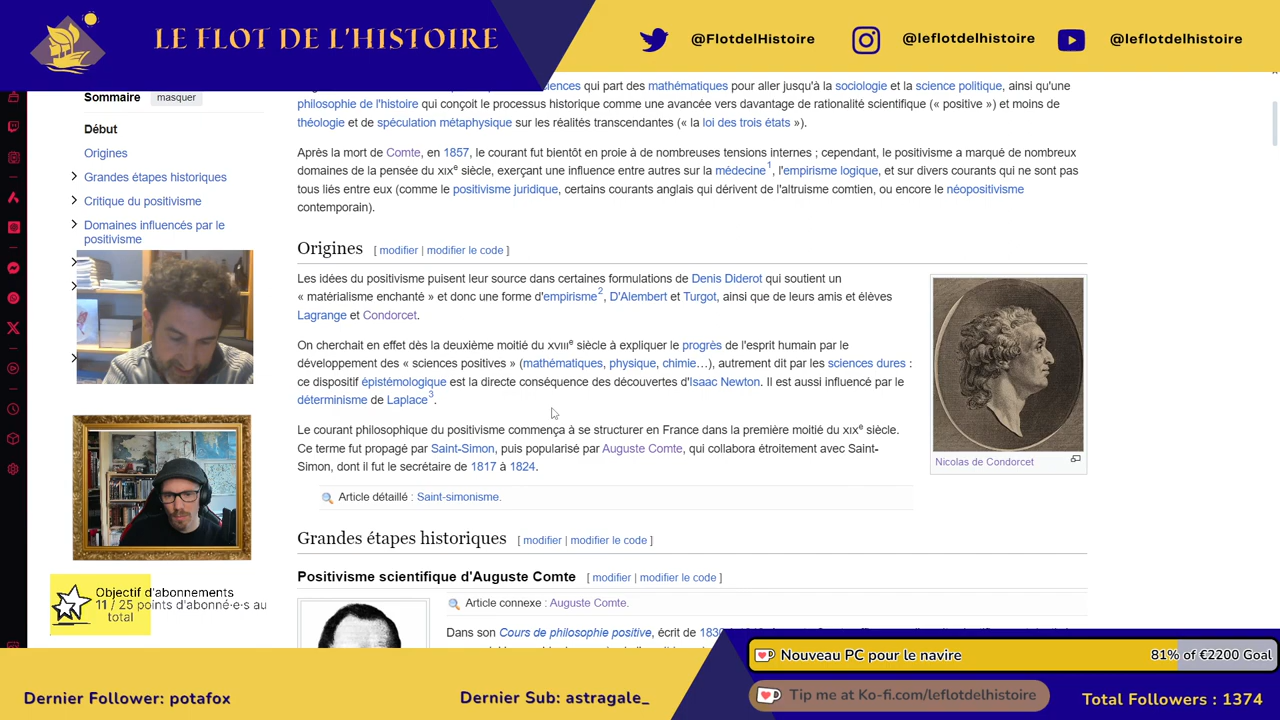 LE FLOT DE L'HISTOIRE
@FlotdelHistoire
@leflotdelhistoire
@leflotdelhistoire
Sommaire masquer
Début
Origines
Grandes étapes historiques
Critique du positivisme
Domaines influencés par le
positivisme
qui part des mathématiques pour aller jusqu'à la sociologie et la science politique, ainsi qu'une
philosophie de l'histoire qui conçoit le processus historique comme une avancée vers davantage de rationalité scientifique (« positive ») et moins de
théologie et de spéculation métaphysique sur les réalités transcendantes (« la loi des trois états »).
Après la mort de Comte, en 1857, le courant fut bientôt en proie à de nombreuses tensions internes ; cependant, le positivisme a marqué de nombreux
domaines de la pensée du XIXe siècle, exerçant une influence entre autres sur la médecine1, l'empirisme logique, et sur divers courants qui ne sont pas
tous liés entre eux (comme le positivisme juridique, certains courants anglais qui dérivent de l'altruisme comtien, ou encore le néopositivisme
contemporain).
Origines [ modifier | modifier le code ]
Les idées du positivisme puisent leur source dans certaines formulations de Denis Diderot qui soutient un
« matérialisme enchanté » et donc une forme d'empirisme2, D'Alembert et Turgot, ainsi que de leurs amis et élèves
Lagrange et Condorcet.
On cherchait en effet dès la deuxième moitié du XVIIIe siècle à expliquer le progrès de l'esprit humain par le
développement des « sciences positives » (mathématiques, physique, chimie…), autrement dit par les sciences dures :
ce dispositif épistémologique est la directe conséquence des découvertes d'Isaac Newton. Il est aussi influencé par le
déterminisme de Laplace3.
Le courant philosophique du positivisme commença à se structurer en France dans la première moitié du XIXe siècle.
Ce terme fut propagé par Saint-Simon, puis popularisé par Auguste Comte, qui collabora étroitement avec Saint-
Simon, dont il fut le secrétaire de 1817 à 1824.
Nicolas de Condorcet
Article détaillé : Saint-simonisme.
Grandes étapes historiques [ modifier | modifier le code ]
Positivisme scientifique d'Auguste Comte [ modifier | modifier le code ]
Article connexe : Auguste Comte.
Dans son Cours de philosophie positive, écrit de
Objectif d'abonnements
11 / 25 points d'abonné·e·s au
total
Nouveau PC pour le navire 81% of €2200 Goal
Tip me at Ko-fi.com/leflotdelhistoire
Dernier Follower: potafox
Dernier Sub: astragale_
Total Followers : 1374